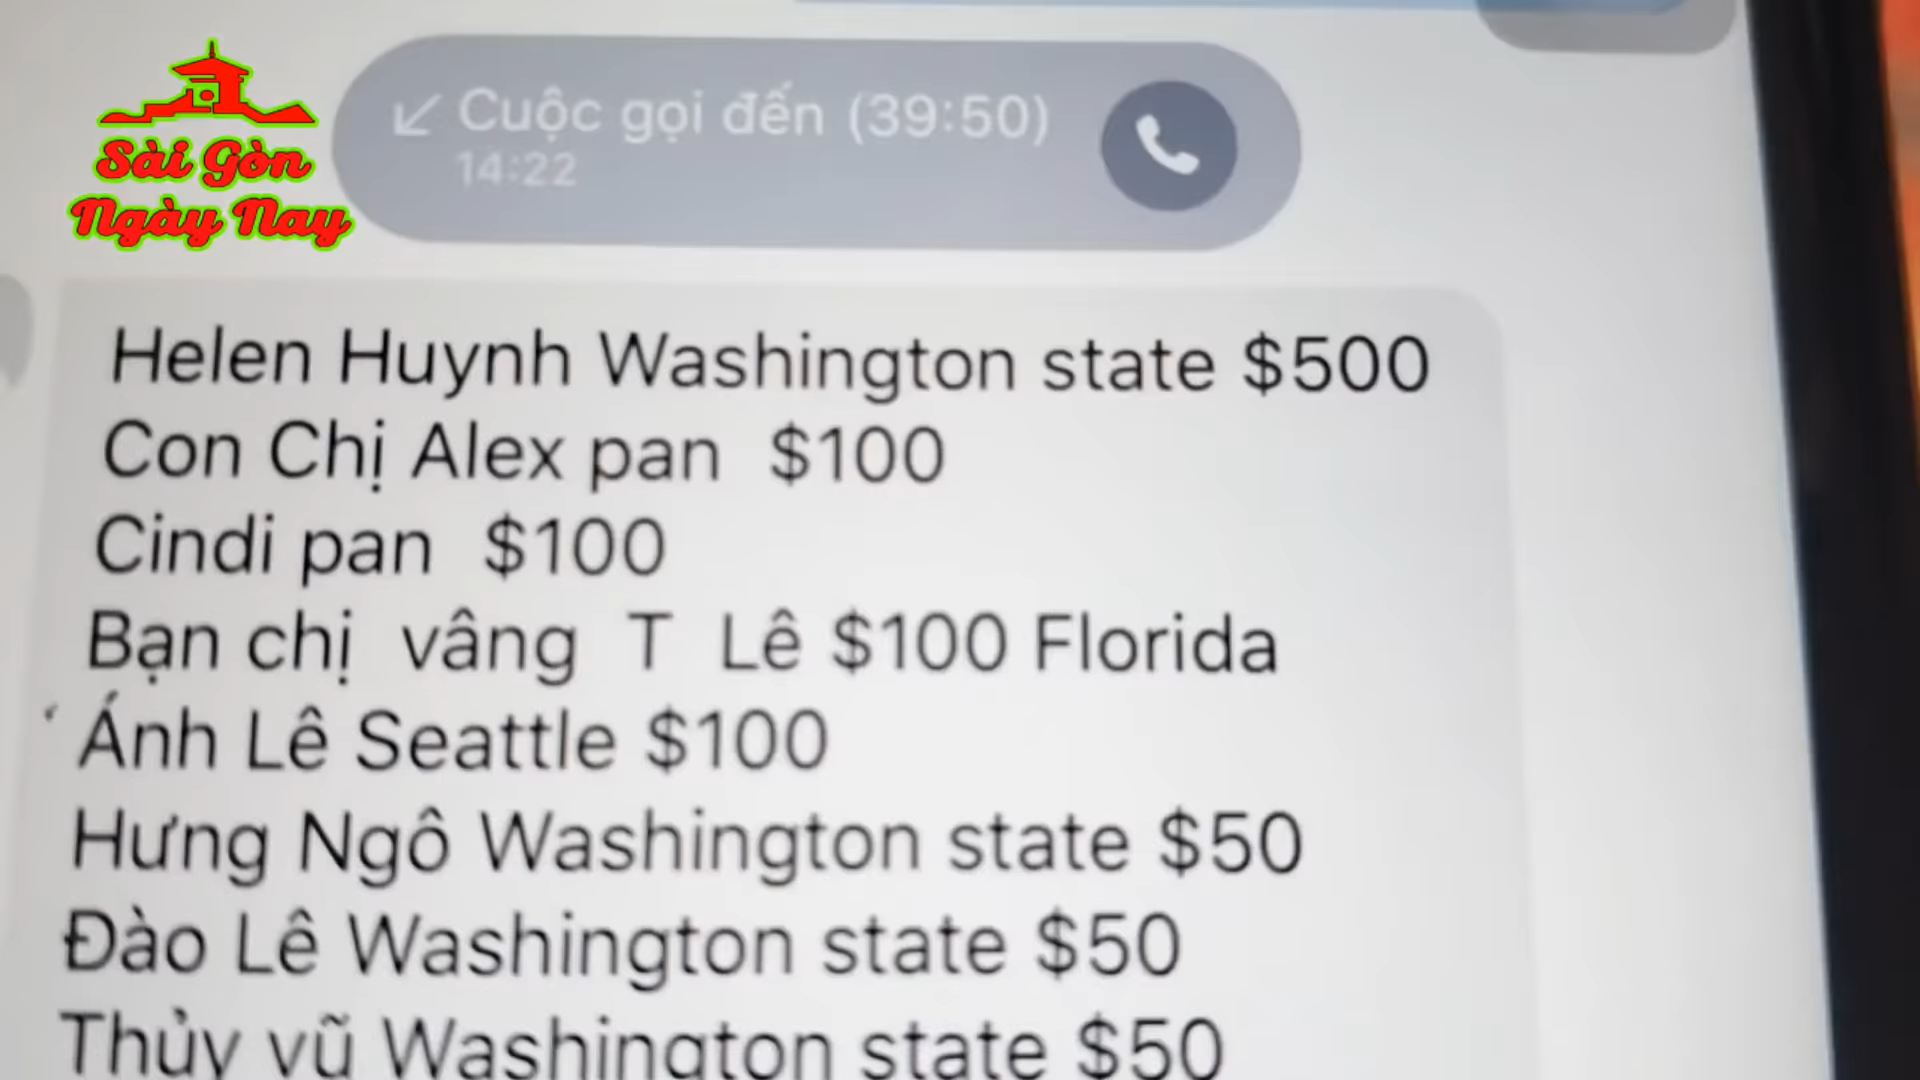 Sài Gòn
Ngày Nay
Cuộc gọi đến (39:50)
14:22
Helen Huynh Washington state $500
Con Chị Alex pan $100
Cindi pan $100
Bạn chị vâng T Lê $100 Florida
Ánh Lê Seattle $100
Hưng Ngô Washington state $50
Đào Lê Washington state $50
Thủy vũ Washington state $50